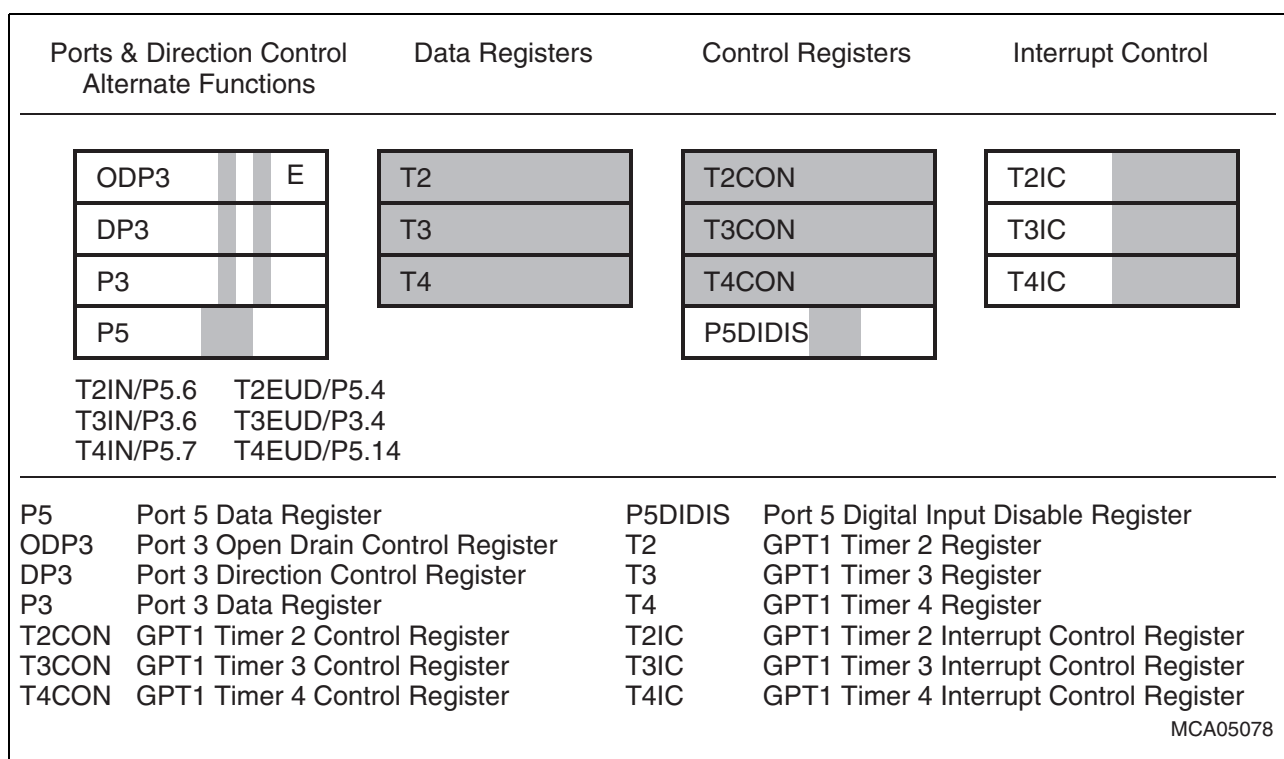 Ports & Direction Control
Alternate Functions
Data Registers
Control Registers
Interrupt Control
ODP3 E
DP3
P3
P5
T2
T3
T4
T2CON
T3CON
T4CON
P5DIDIS
T2IC
T3IC
T4IC
T2IN/P5.6 T2EUD/P5.4
T3IN/P3.6 T3EUD/P3.4
T4IN/P5.7 T4EUD/P5.14
P5 Port 5 Data Register
ODP3 Port 3 Open Drain Control Register
DP3 Port 3 Direction Control Register
P3 Port 3 Data Register
T2CON GPT1 Timer 2 Control Register
T3CON GPT1 Timer 3 Control Register
T4CON GPT1 Timer 4 Control Register
P5DIDIS Port 5 Digital Input Disable Register
T2 GPT1 Timer 2 Register
T3 GPT1 Timer 3 Register
T4 GPT1 Timer 4 Register
T2IC GPT1 Timer 2 Interrupt Control Register
T3IC GPT1 Timer 3 Interrupt Control Register
T4IC GPT1 Timer 4 Interrupt Control Register
MCA05078